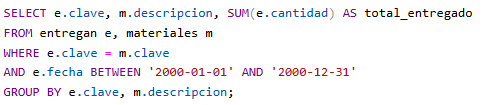 SELECT e.clave, m.descripcion, SUM(e.cantidad) AS total_entregado
FROM entregan e, materiales m
WHERE e.clave = m.clave
AND e.fecha BETWEEN '2000-01-01' AND '2000-12-31'
GROUP BY e.clave, m.descripcion;